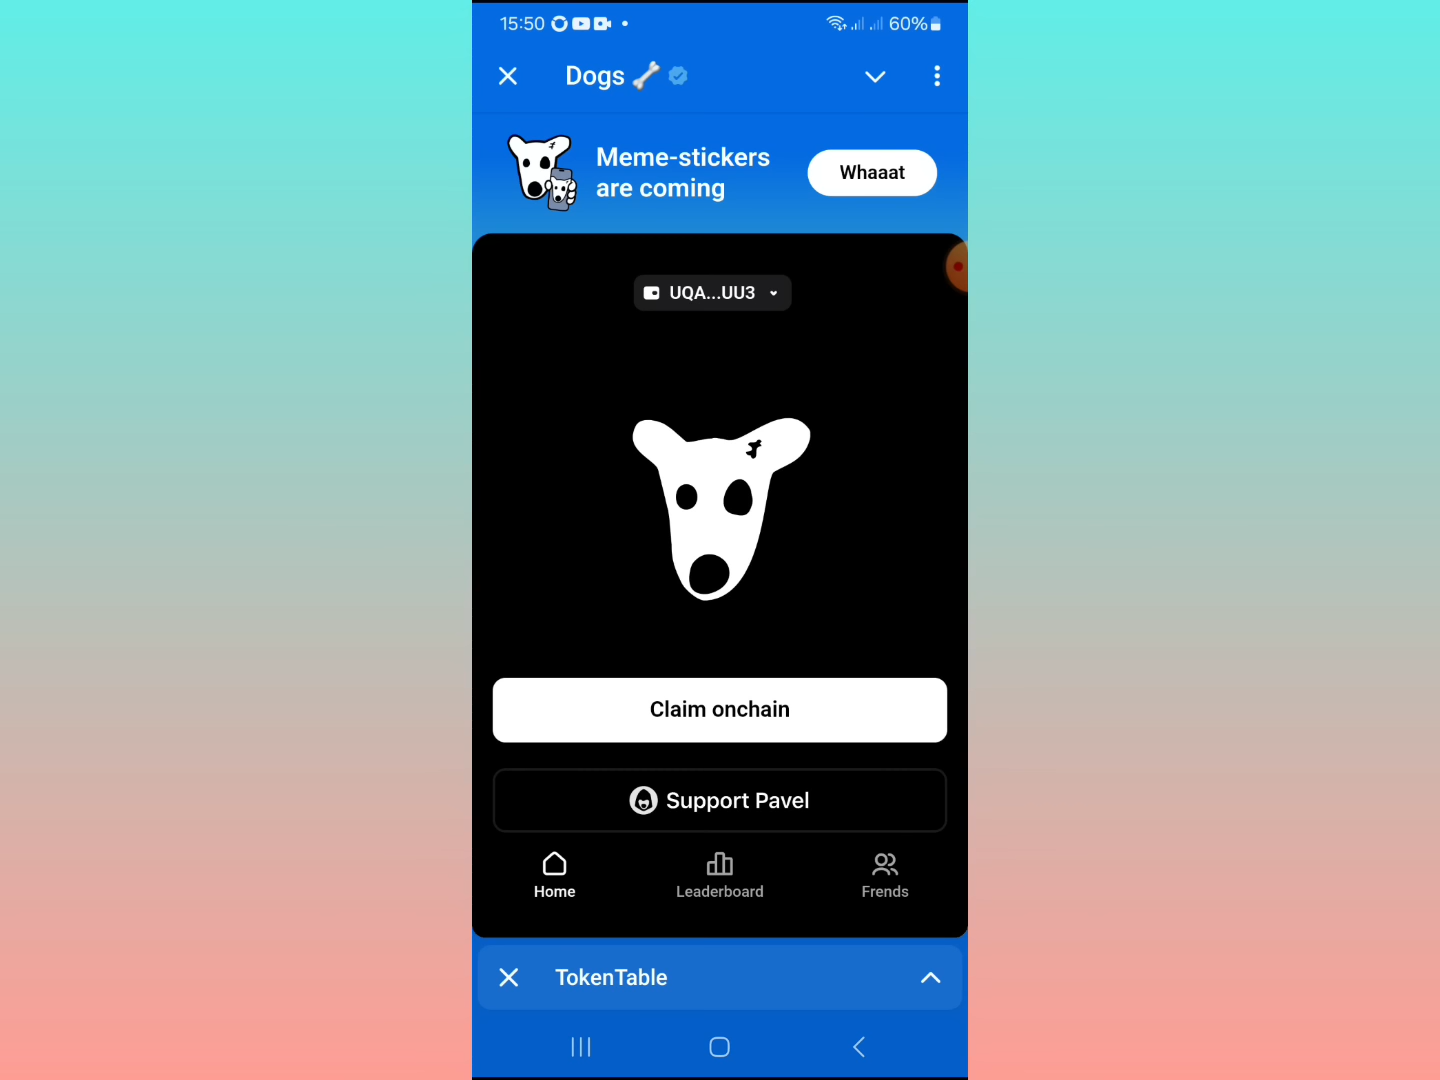 15:50
60%
Dogs
Meme-stickers
are coming
Whaaat
UQA...UU3
Claim onchain
Support Pavel
Home
Leaderboard
Frends
TokenTable